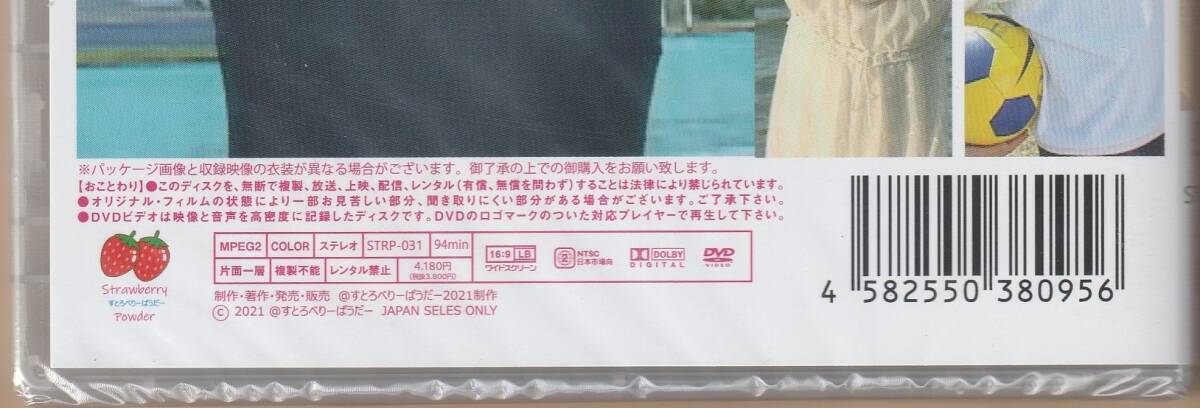 ※パッケージ画像と収録映像の衣装が異なる場合がございます。御了承の上での御購入をお願い致します。
【おことわり】●このディスクを、無断で複製、放送、上映、配信、レンタル(有償、無償を問わず)することは法律により禁じられています。
●オリジナル・フィルムの状態により一部お見苦しい部分、聞き取りにくい部分がある場合がございます。ご了承下さい。
●DVDビデオは映像と音声を高密度に記録したディスクです。DVDのロゴマークのついた対応プレイヤーで再生して下さい。
Strawberry
すとろべりーぱうだー
Powder
MPEG2 COLOR ステレオ STRP-031 94min
片面一層 複製不能 レンタル禁止 4,180円
(税抜3,800円)
16:9 LB
ワイドスクリーン
2 NTSC
日本市場向
DOLBY
DIGITAL
DVD
VIDEO
制作・著作・発売・販売 @すとろべりーぱうだー2021制作
© 2021 @すとろべりーぱうだー JAPAN SELES ONLY
4 582550 380956
S